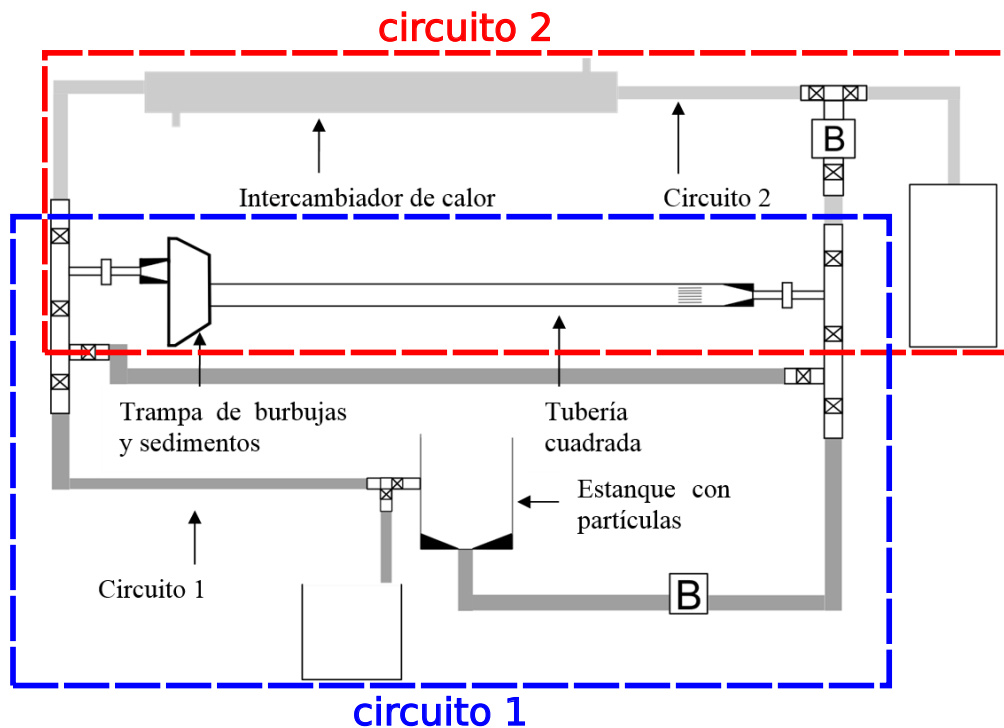 circuito 2
B
Intercambiador de calor
Circuito 2
Trampa de burbujas
y sedimentos
Tubería
cuadrada
Estanque con
partículas
Circuito 1
B
circuito 1